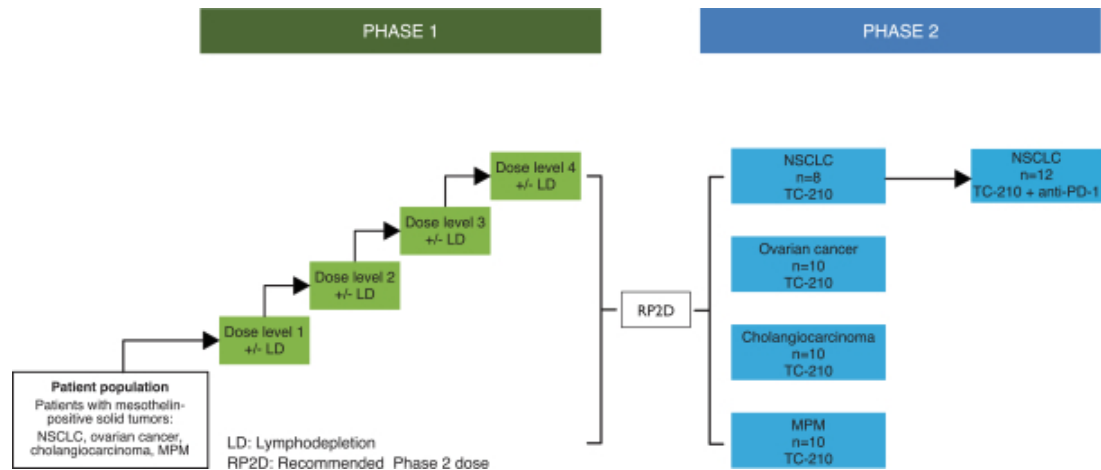 PHASE 1
PHASE 2
Dose level 4
+/- LD
Dose level 3
+/- LD
Dose level 2
+/- LD
Dose level 1
+/- LD
Patient population
Patients with mesothelin-
positive solid tumors:
NSCLC, ovarian cancer,
cholangiocarcinoma, MPM
LD: Lymphodepletion
RP2D: Recommended Phase 2 dose
RP2D
NSCLC
n=8
TC-210
NSCLC
n=12
TC-210 + anti-PD-1
Ovarian cancer
n=10
TC-210
Cholangiocarcinoma
n=10
TC-210
MPM
n=10
TC-210